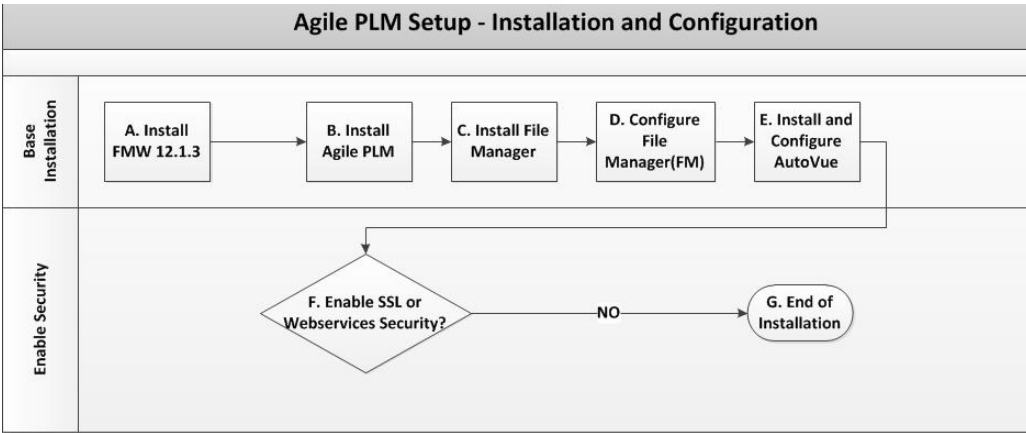 Agile PLM Setup - Installation and Configuration
Base
Installation
A. Install
FMW 12.1.3
B. Install
Agile PLM
C. Install File
Manager
D. Configure
File
Manager(FM)
E. Install and
Configure
AutoVue
Enable Security
F. Enable SSL or
Webservices Security?
NO
G. End of
Installation